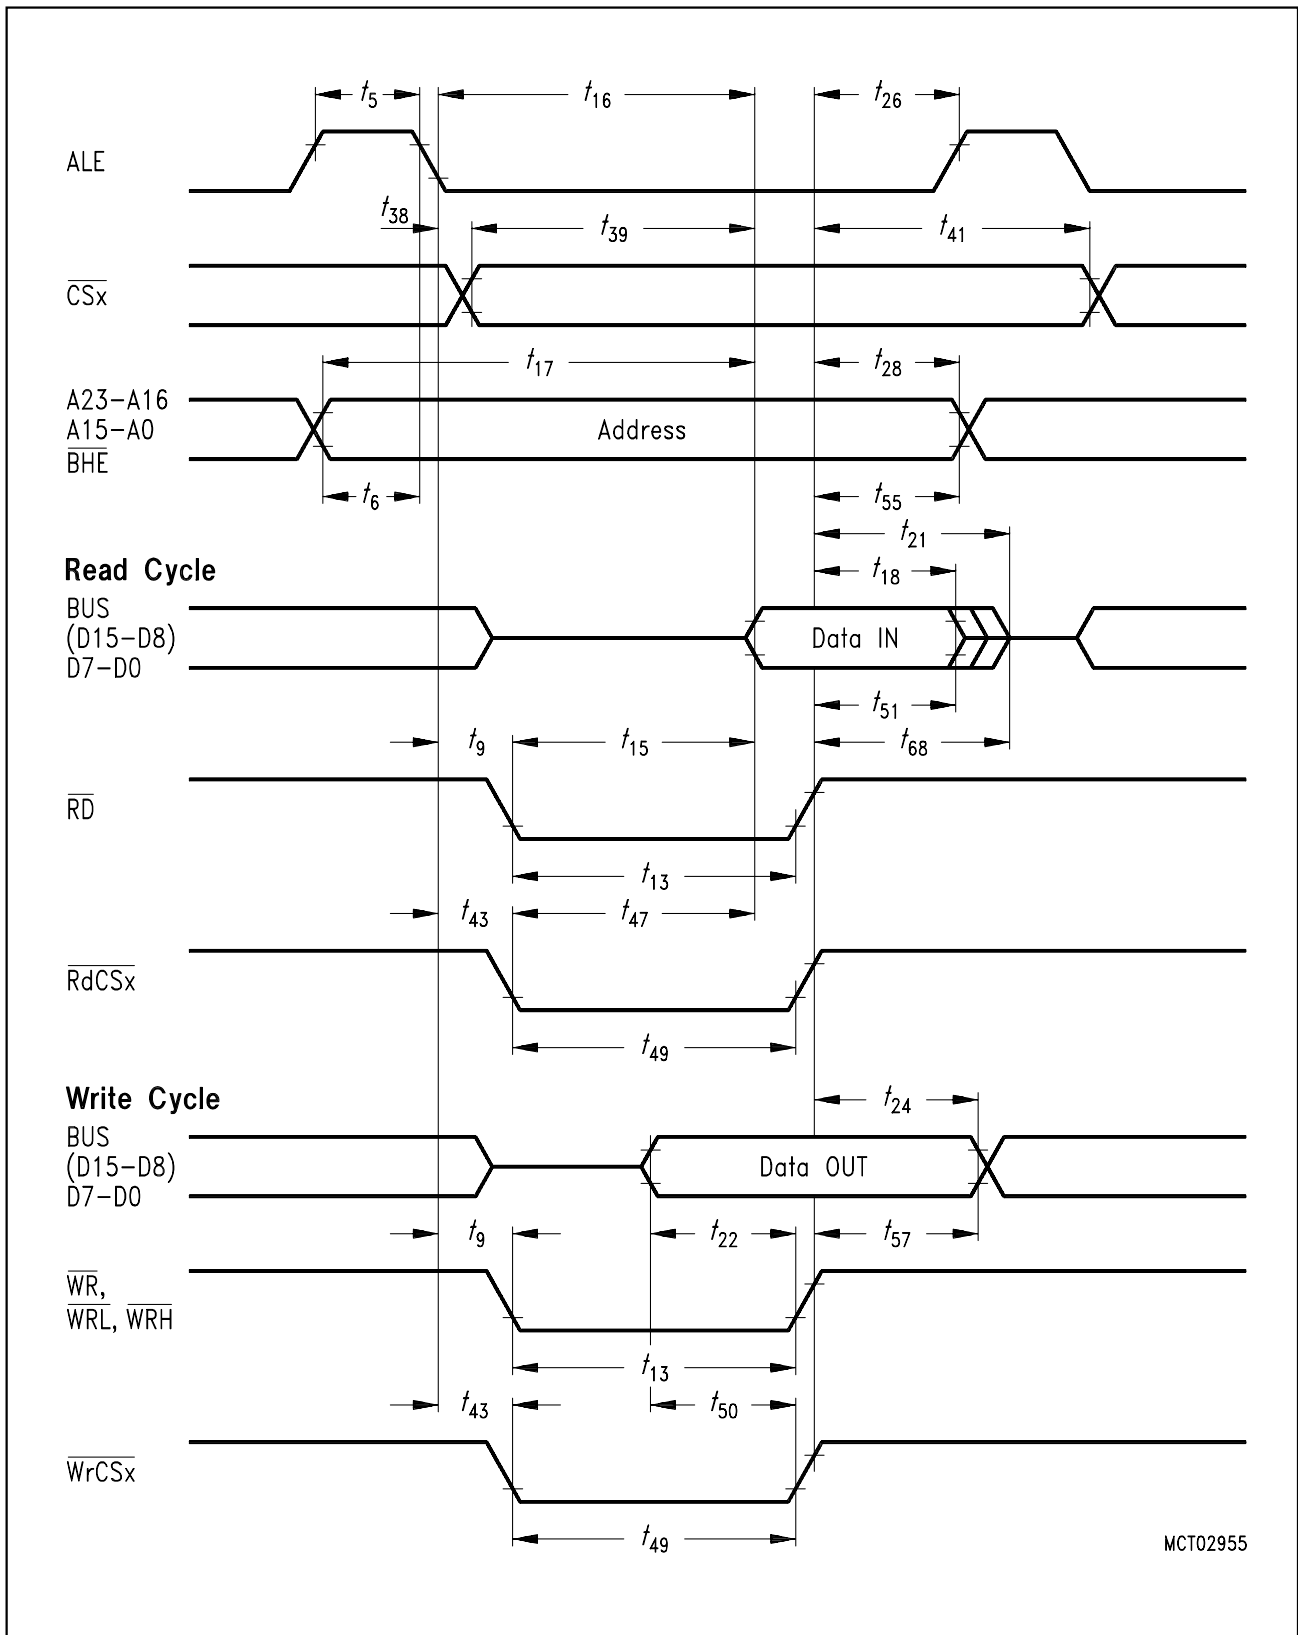 t5 t16 t26
ALE
t38 t39 t41
CSx
t17 t28
A23-A16
A15-A0 Address
BHE
t6 t55
t21
Read Cycle t18
BUS
(D15-D8) Data IN
D7-D0
t51
t9 t15 t68
RD
t13
t43 t47
RdCSx
t49
Write Cycle t24
BUS
(D15-D8) Data OUT
D7-D0
t9 t22 t57
WR,
WRL, WRH
t13
t43 t50
WrCSx
t49
MCT02955